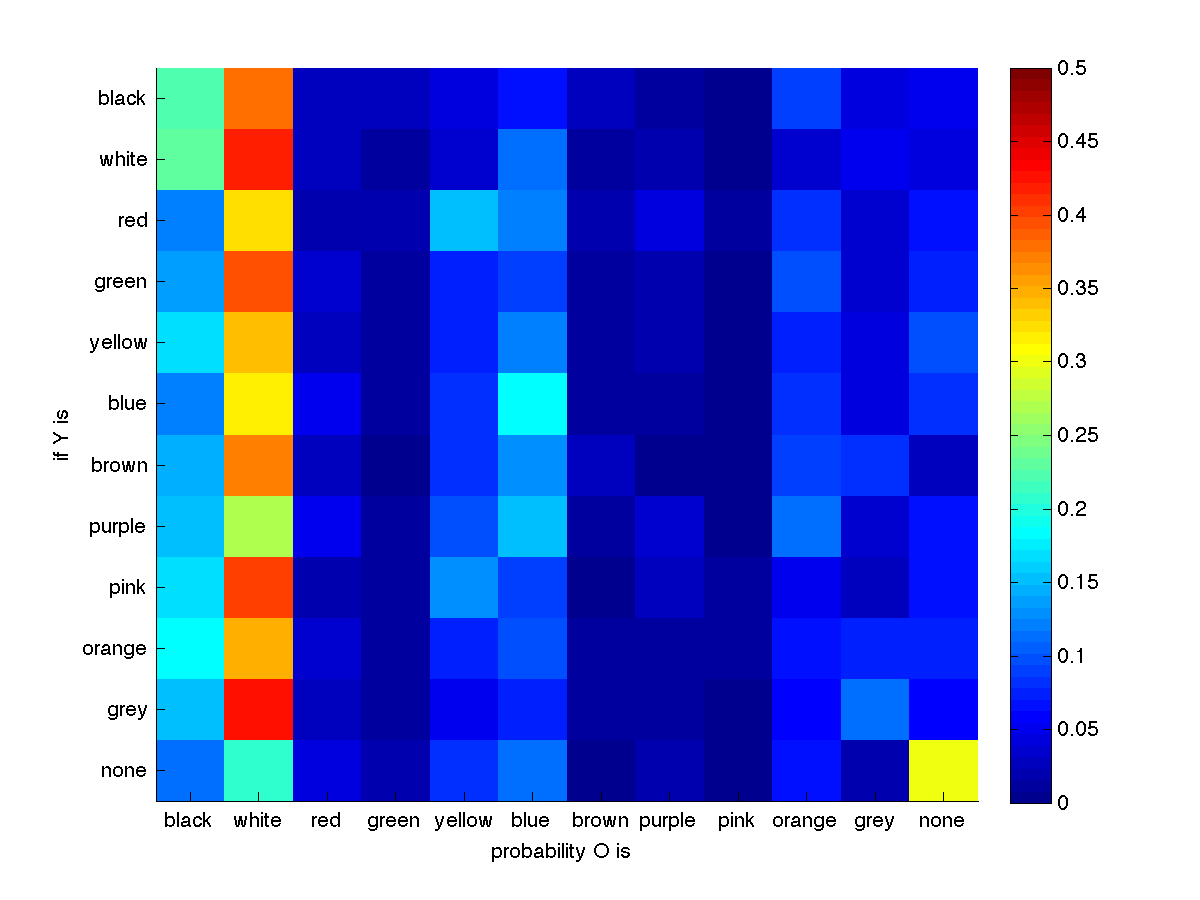 if Y is
black
white
red
green
yellow
blue
brown
purple
pink
orange
grey
none
black white red green yellow blue brown purple pink orange grey none
probability O is
0.5
0.45
0.4
0.35
0.3
0.25
0.2
0.15
0.1
0.05
0